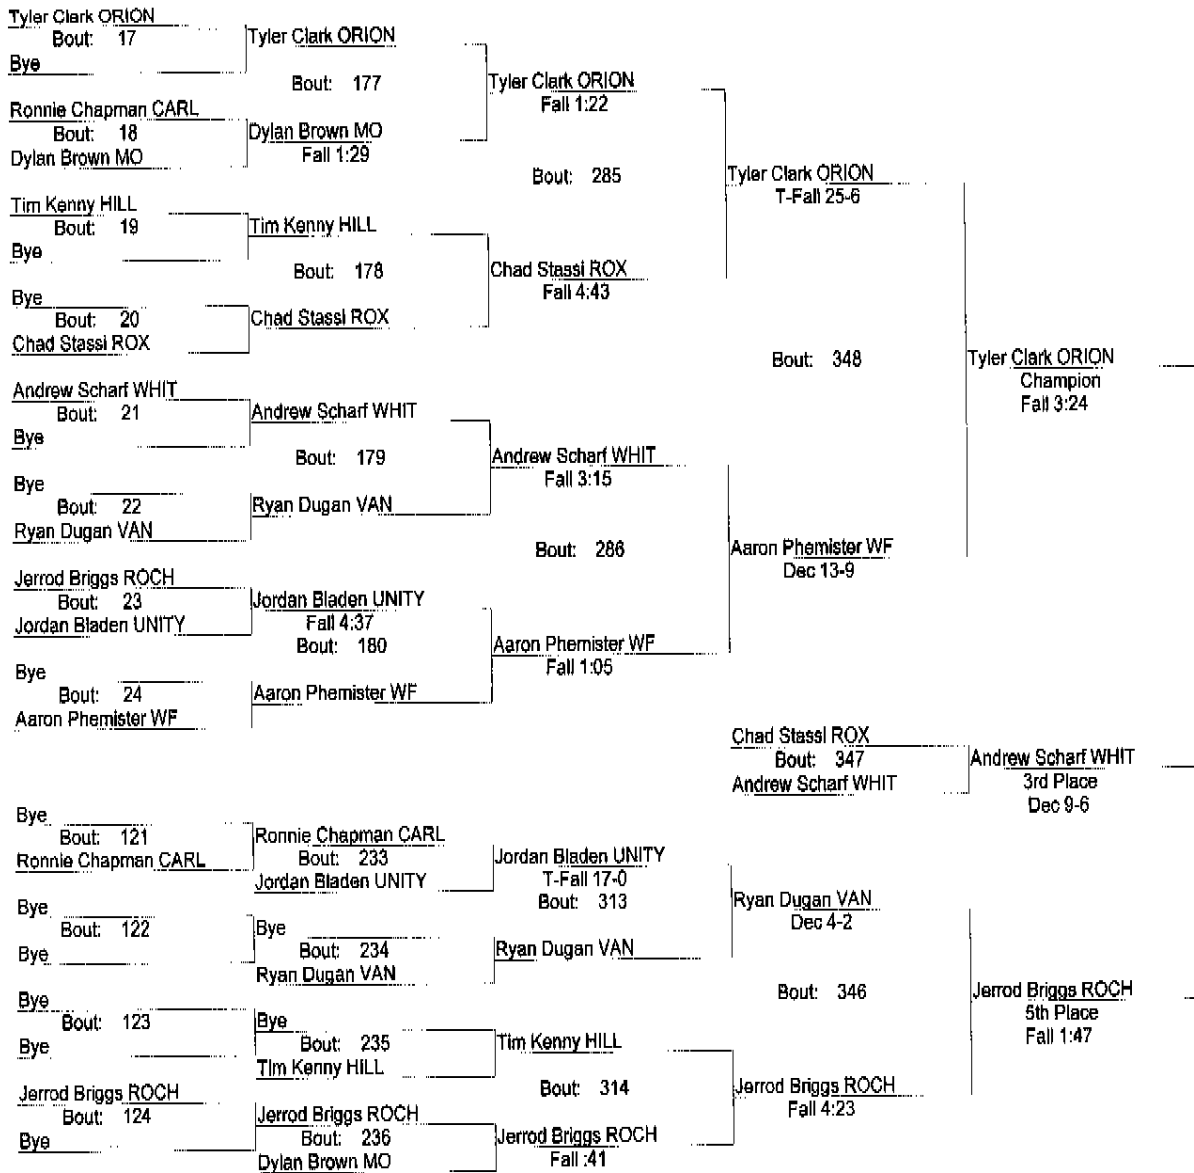 Tyler Clark ORION
Bout: 17
Bye
Tyler Clark ORION
Bout: 177
Ronnie Chapman CARL
Bout: 18
Dylan Brown MO
Dylan Brown MO
Fall 1:29
Tyler Clark ORION
Fall 1:22
Bout: 285
Tim Kenny HILL
Bout: 19
Bye
Tim Kenny HILL
Bout: 178
Bye
Bout: 20
Chad Stassi ROX
Chad Stassi ROX
Chad Stassi ROX
Fall 4:43
Tyler Clark ORION
T-Fall 25-6
Bout: 348
Tyler Clark ORION
Champion
Fall 3:24
Andrew Scharf WHIT
Bout: 21
Bye
Andrew Scharf WHIT
Bout: 179
Bye
Bout: 22
Ryan Dugan VAN
Ryan Dugan VAN
Andrew Scharf WHIT
Fall 3:15
Bout: 286
Jerrod Briggs ROCH
Bout: 23
Jordan Bladen UNITY
Jordan Bladen UNITY
Fall 4:37
Bout: 180
Bye
Bout: 24
Aaron Phemister WF
Aaron Phemister WF
Aaron Phemister WF
Fall 1:05
Aaron Phemister WF
Dec 13-9
Chad Stassi ROX
Bout: 347
Andrew Scharf WHIT
Andrew Scharf WHIT
3rd Place
Dec 9-6
Bye
Bout: 121
Ronnie Chapman CARL
Ronnie Chapman CARL
Bout: 233
Jordan Bladen UNITY
Jordan Bladen UNITY
T-Fall 17-0
Bout: 313
Bye
Bout: 122
Bye
Bye
Bout: 234
Ryan Dugan VAN
Ryan Dugan VAN
Ryan Dugan VAN
Dec 4-2
Bout: 346
Bye
Bout: 123
Bye
Bye
Bout: 235
Tim Kenny HILL
Tim Kenny HILL
Bout: 314
Jerrod Briggs ROCH
Bout: 124
Bye
Jerrod Briggs ROCH
Bout: 236
Dylan Brown MO
Jerrod Briggs ROCH
Fall :41
Jerrod Briggs ROCH
Fall 4:23
Jerrod Briggs ROCH
5th Place
Fall 1:47